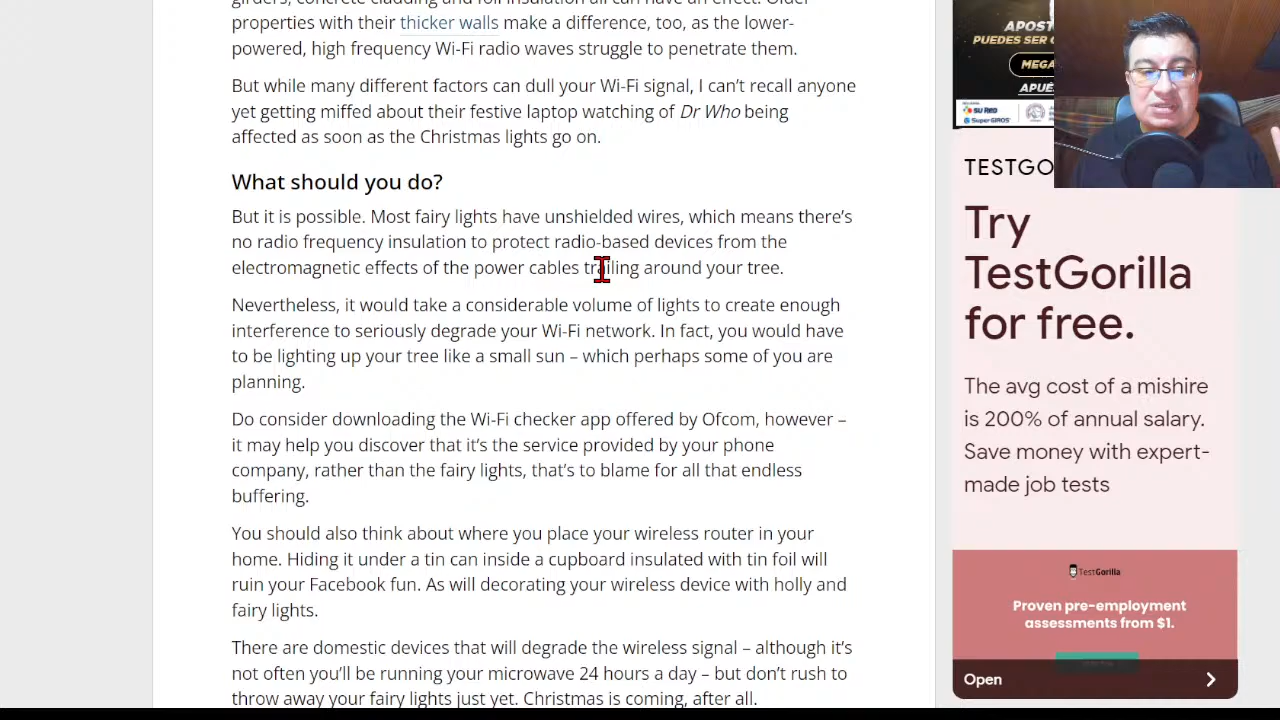 girders, concrete cladding and foil insulation all can have an effect. Older
properties with their thicker walls make a difference, too, as the lower-
powered, high frequency Wi-Fi radio waves struggle to penetrate them.
But while many different factors can dull your Wi-Fi signal, I can't recall anyone
yet getting irritated about their festive laptop watching of Dr Who being
affected as soon as the Christmas lights go on.
What should you do?
But it is possible. Most fairy lights have unshielded wires, which means there's
no radio frequency insulation to protect radio-based devices from the
electromagnetic effects of the power cables trailing around your tree.
Nevertheless, it would take a considerable volume of lights to create enough
interference to seriously degrade your Wi-Fi network. In fact, you would have
to be lighting up your tree like a small sun – which perhaps some of you are
planning.
Do consider downloading the Wi-Fi checker app offered by Ofcom, however –
it may help you discover that it's the service provided by your phone
company, rather than the fairy lights, that's to blame for all that endless
buffering.
You should also think about where you place your wireless router in your
home. Hiding it under a tin can inside a cupboard insulated with tin foil will
ruin your Facebook fun. As will decorating your wireless device with holly and
fairy lights.
There are domestic devices that will degrade the wireless signal – although it's
not often you'll be running your microwave 24 hours a day – but don't rush to
throw away your fairy lights just yet. Christmas is coming, after all.
APOST
PUEDES SER
MEGA
APUÉ
SU RED
SuperGIROS
TESTGO
Try
TestGorilla
for free.
The avg cost of a mishire
is 200% of annual salary.
Save money with expert-
made job tests
TestGorilla
Proven pre-employment
assessments from $1.
Open